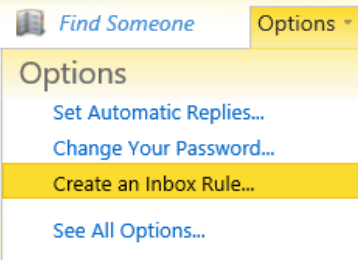 Find Someone
Options
Options
Set Automatic Replies...
Change Your Password...
Create an Inbox Rule...
See All Options...